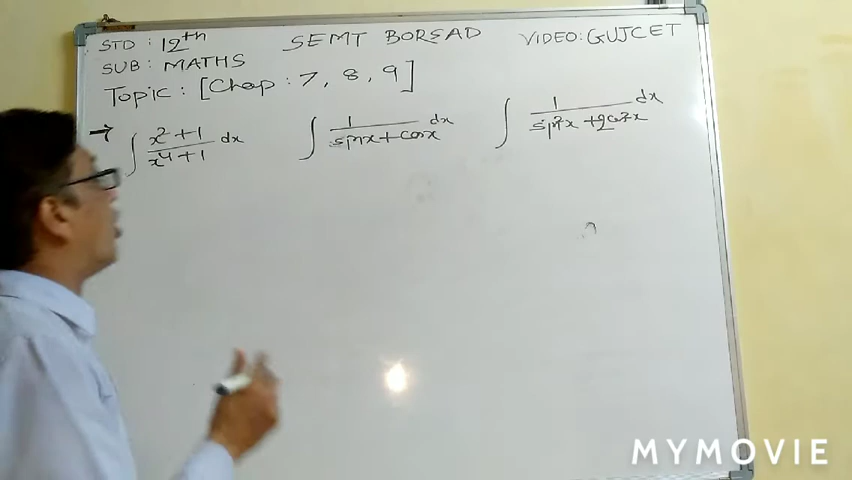 STD : 12th SEMT BORSAD VIDEO: GUJCET
SUB : MATHS
Topic : [Chap : 7, 8, 9]
→ ∫ x²+1 / x⁴+1 dx ∫ 1 / sinx+cosx dx ∫ 1 / sin²x + 2cos²x dx
MYMOVIE